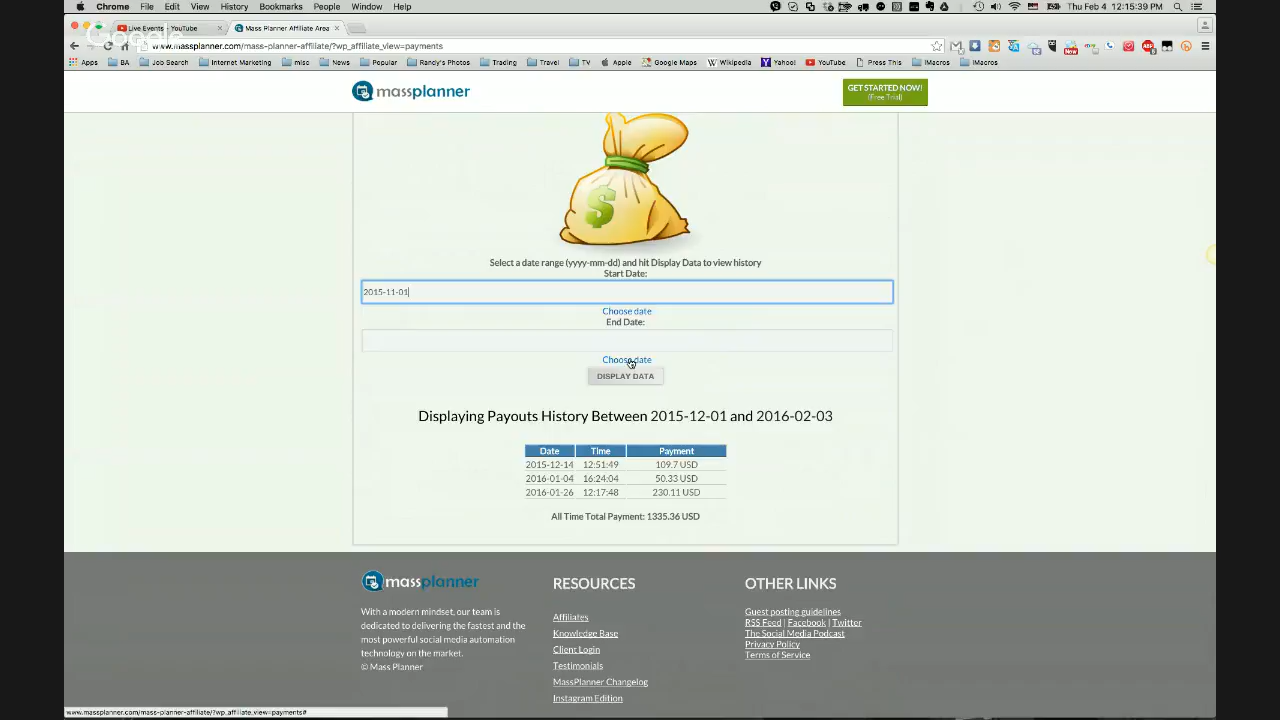 Chrome File Edit View History Bookmarks People Window Help Thu Feb 4 12:15:39 PM
Live Events - YouTube Mass Planner Affiliate Area
Google
www.massplanner.com/mass-planner-affiliate/?wp_affiliate_view=payments
Apps BA Job Search Internet Marketing misc News Popular Randy's Photos Trading Travel TV Apple Google Maps Wikipedia Yahoo! YouTube Press This iMacros iMacros
massplanner
GET STARTED NOW!
(Free Trial)
$
Select a date range (yyyy-mm-dd) and hit Display Data to view history
Start Date:
2015-11-01
Choose date
End Date:
Choose date
DISPLAY DATA
Displaying Payouts History Between 2015-12-01 and 2016-02-03
Date Time Payment
2015-12-14 12:51:49 109.7 USD
2016-01-04 16:24:04 50.33 USD
2016-01-26 12:17:48 230.11 USD
All Time Total Payment: 1335.36 USD
massplanner
With a modern mindset, our team is
dedicated to delivering the fastest and the
most powerful social media automation
technology on the market.
© Mass Planner
RESOURCES
Affiliates
Knowledge Base
Client Login
Testimonials
MassPlanner Changelog
Instagram Edition
OTHER LINKS
Guest posting guidelines
RSS Feed | Facebook | Twitter
The Social Media Podcast
Privacy Policy
Terms of Service
www.massplanner.com/mass-planner-affiliate/?wp_affiliate_view=payments#